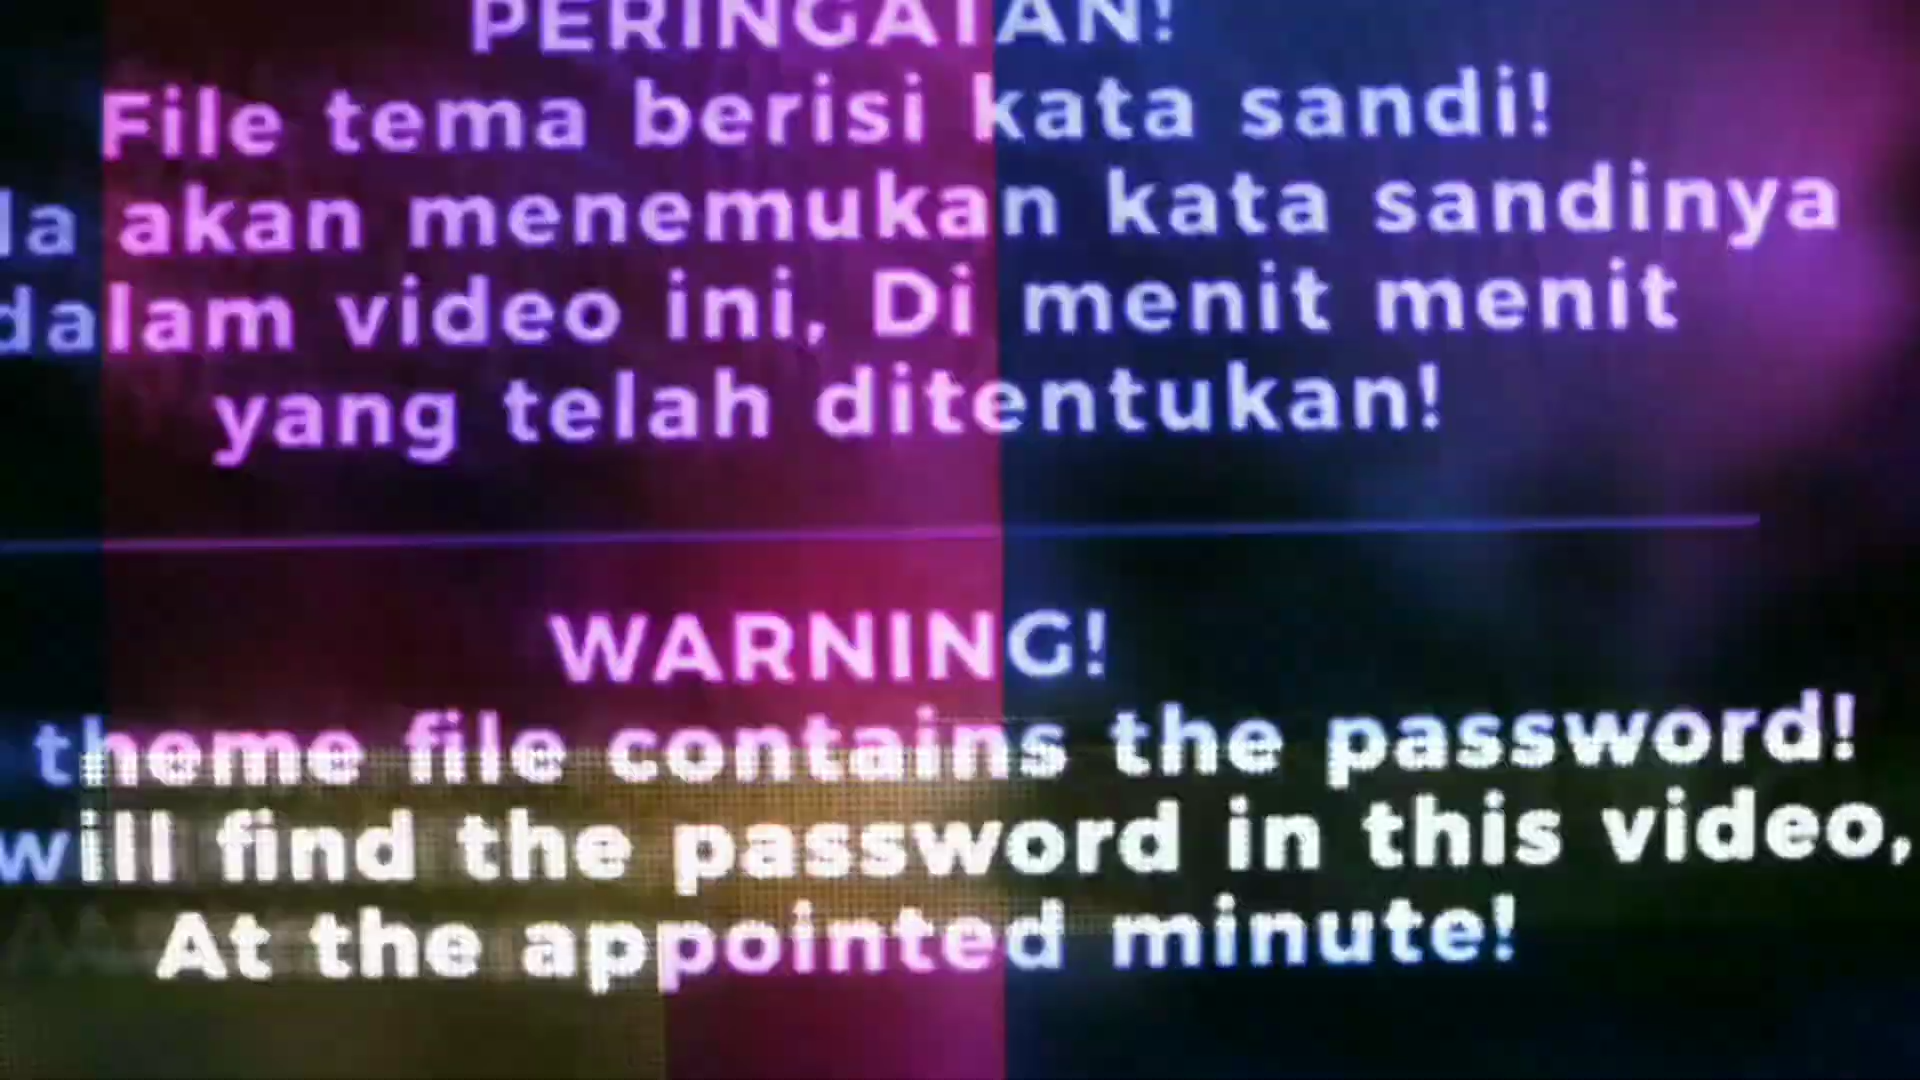 PERINGATAN!
File tema berisi kata sandi!
da akan menemukan kata sandinya
dalam video ini, Di menit menit
yang telah ditentukan!
WARNING!
theme file contains the password!
will find the password in this video,
At the appointed minute!